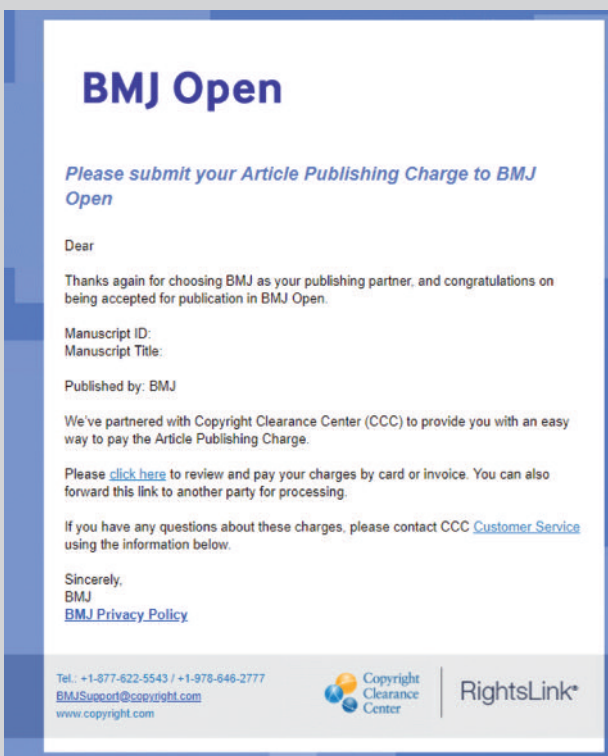 BMJ Open
Please submit your Article Publishing Charge to BMJ
Open
Dear
Thanks again for choosing BMJ as your publishing partner, and congratulations on
being accepted for publication in BMJ Open.
Manuscript ID:
Manuscript Title:
Published by: BMJ
We've partnered with Copyright Clearance Center (CCC) to provide you with an easy
way to pay the Article Publishing Charge.
Please click here to review and pay your charges by card or invoice. You can also
forward this link to another party for processing.
If you have any questions about these charges, please contact CCC Customer Service
using the information below.
Sincerely,
BMJ
BMJ Privacy Policy
Tel.: +1-877-622-5543 / +1-978-646-2777
BMJSupport@copyright.com
www.copyright.com
Copyright
Clearance
Center
RightsLink®